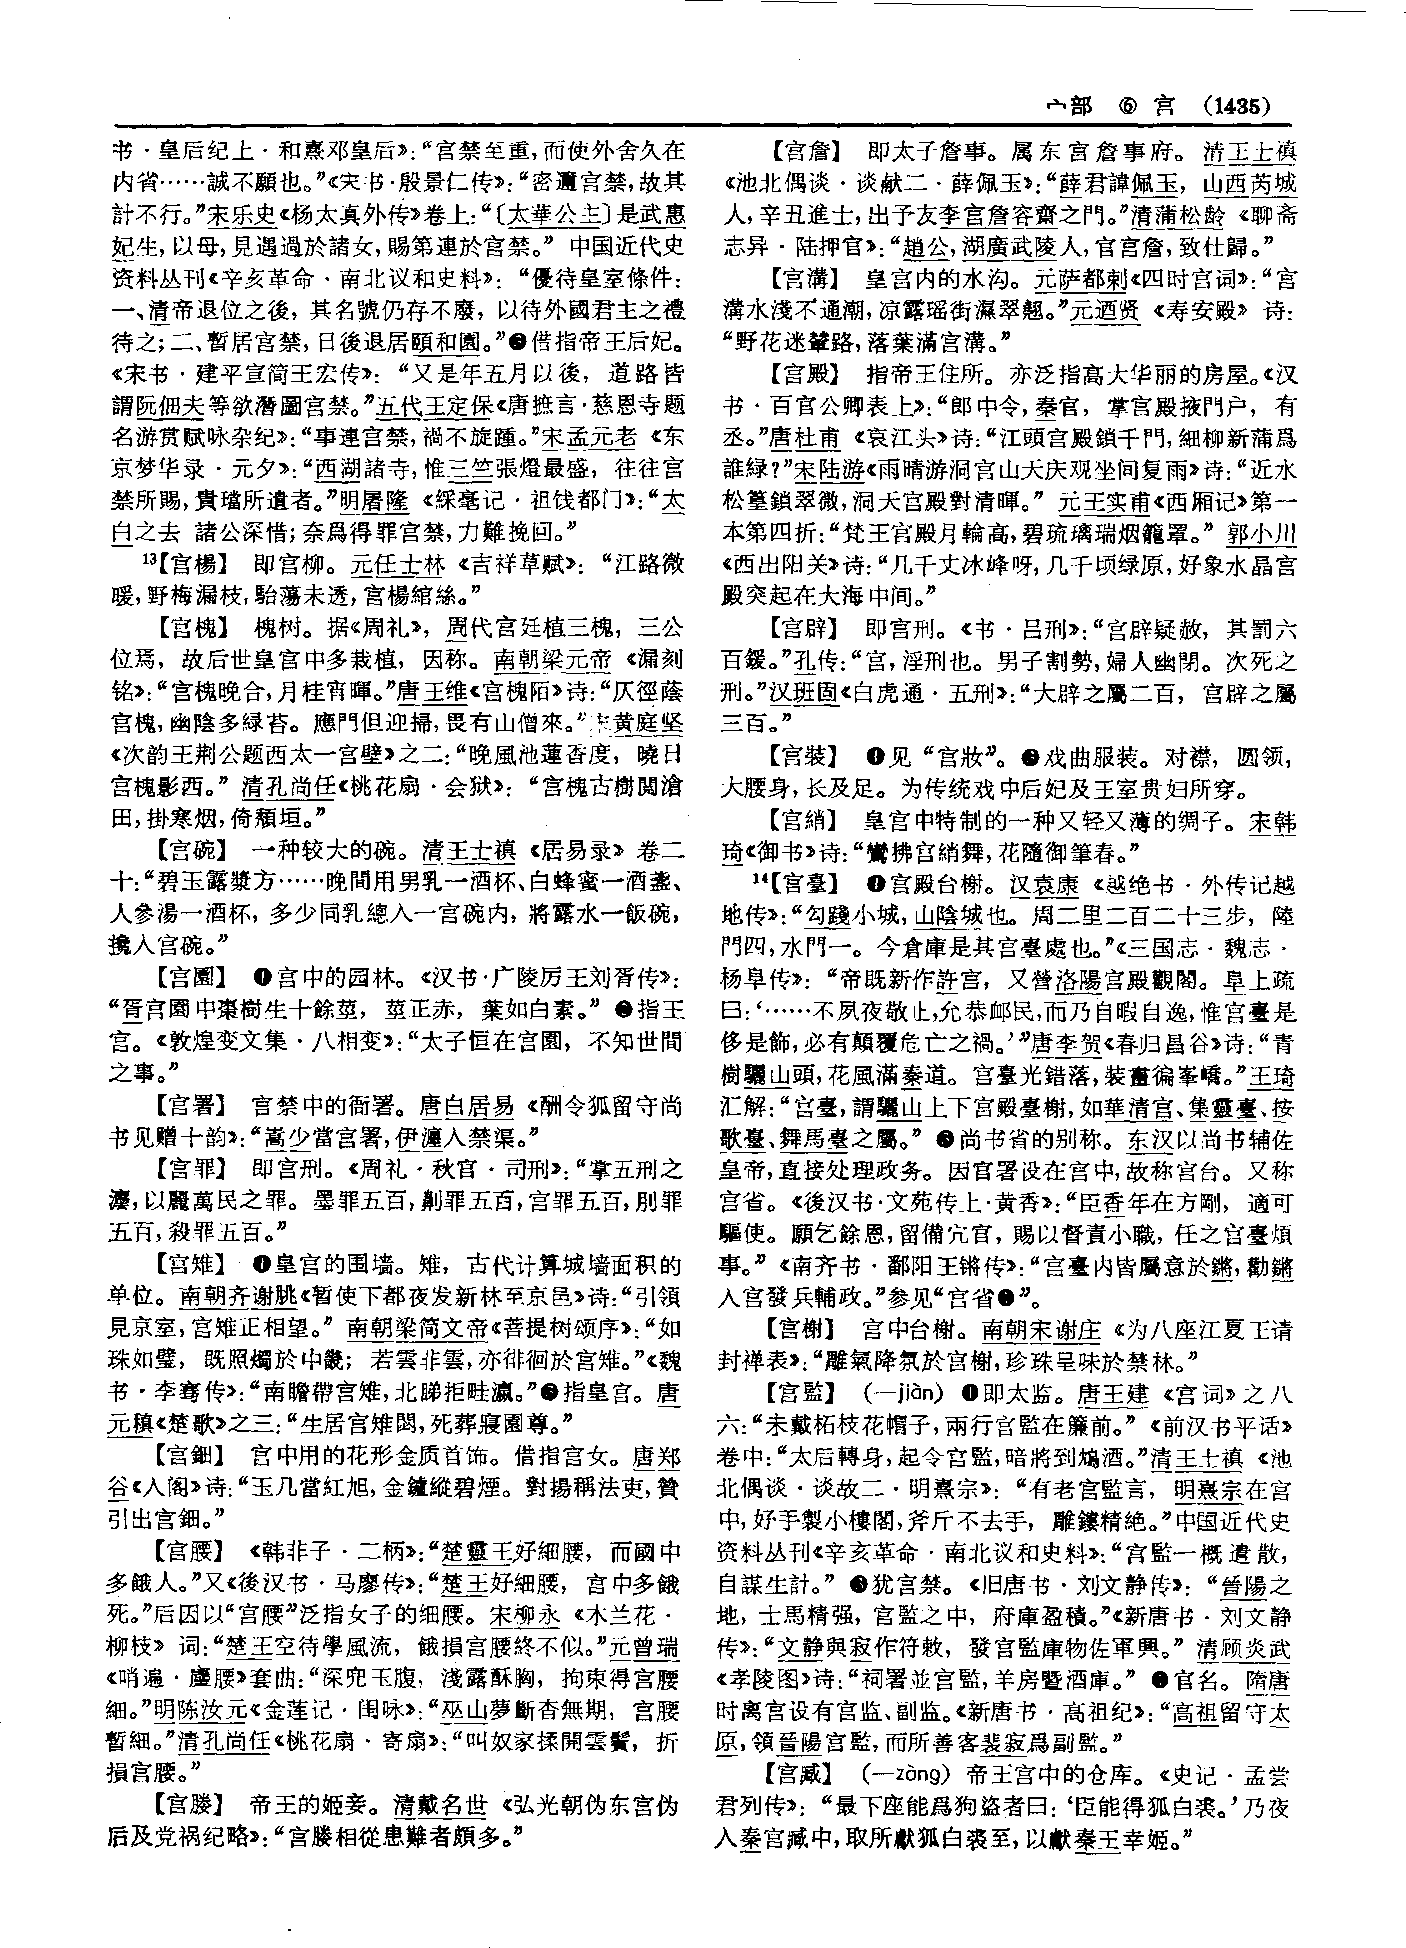 宀部 ⑥ 宫 (1435)
书·皇后纪上·和熹邓皇后》:“宫禁至重,而使外舍久在
内省……誠不願也。”《宋书·殷景仁传》:“密邇宫禁,故其
計不行。”宋乐史《杨太真外传》卷上:“〔太華公主〕是武惠
妃生,以母,見遇過於諸女,賜第連於宫禁。” 中国近代史
资料丛刊《辛亥革命·南北议和史料》:“優待皇室條件:
一、清帝退位之後,其名號仍存不廢,以待外國君主之禮
待之;二、暫居宫禁,日後退居頤和園。”❷借指帝王后妃。
《宋书·建平宣简王宏传》:“又是年五月以後,道路皆
謂阮佃夫等欲潛圖宫禁。”五代王定保《唐摭言·慈恩寺题
名游赏赋咏杂纪》:“事連宫禁,禍不旋踵。”宋孟元老《东
京梦华录·元夕》:“西湖諸寺,惟三竺張燈最盛,往往宫
禁所賜,貴璫所遺者。”明屠隆《綵毫记·祖饯都门》:“太
白之去 諸公深惜;奈爲得罪宫禁,力難挽回。”
13【宫楊】 即官柳。元任士林《吉祥草赋》:“江路微
暖,野梅漏枝,駘蕩未透,宫楊綰絲。”
【宫槐】 槐树。据《周礼》,周代宫廷植三槐,三公
位焉,故后世皇宫中多栽植,因称。南朝梁元帝《漏刻
铭》:“宫槐晚合,月桂宵暉。”唐王维《宫槐陌》诗:“仄徑蔭
宫槐,幽陰多緑苔。應門但迎掃,畏有山僧來。”宋黄庭坚
《次韵王荆公题西太一宫壁》之二:“晚風池蓮香度,曉日
宫槐影西。”清孔尚任《桃花扇·会狱》:“宫槐古樹閲滄
田,掛寒烟,倚頽垣。”
【宫碗】 一种较大的碗。清王士禛《居易录》卷二
十:“碧玉露漿方……晚間用男乳一酒杯、白蜂蜜一酒盞、
人參湯一酒杯,多少同乳總入一宫碗内,將露水一飯碗,
攙入宫碗。”
【宫園】 ❶宫中的园林。《汉书·广陵厉王刘胥传》:
“胥宫園中棗樹生十餘莖,莖正赤,葉如白素。”❷指王
宫。《敦煌变文集·八相变》:“太子恒在宫園,不知世間
之事。”
【宫署】 宫禁中的衙署。唐白居易《酬令狐留守尚
书见赠十韵》:“嵩少當宫署,伊瀍入禁渠。”
【宫罪】 即宫刑。《周礼·秋官·司刑》:“掌五刑之
灋,以麗萬民之罪。墨罪五百,劓罪五百,宫罪五百,刖罪
五百,殺罪五百。”
【宫雉】 ❶皇宫的围墙。雉,古代计算城墙面积的
单位。南朝齐谢朓《暂使下都夜发新林至京邑》诗:“引領
見京室,宫雉正相望。”南朝梁简文帝《菩提树颂序》:“如
珠如璧,既照燭於中畿;若雲非雲,亦徘徊於宫雉。”《魏
书·李骞传》:“南瞻帶宫雉,北睇拒畦瀛。”❷指皇宫。唐
元稹《楚歌》之三:“生居宫雉閟,死葬寢園尊。”
【宫鈿】 宫中用的花形金质首饰。借指宫女。唐郑
谷《入阁》诗:“玉几當紅旭,金鑪縱碧煙。對揚稱法吏,贊
引出宫鈿。”
【宫腰】 《韩非子·二柄》:“楚靈王好細腰,而國中
多餓人。”又《後汉书·马廖传》:“楚王好細腰,宫中多餓
死。”后因以“宫腰”泛指女子的细腰。宋柳永《木兰花·
柳枝》词:“楚王空待學風流,餓損宫腰終不似。”元曾瑞
《哨遍·麈腰》套曲:“深兜玉腹,淺露酥胸,拘束得宫腰
細。”明陈汝元《金莲记·闺咏》:“巫山夢斷杳無期,宫腰
暫細。”清孔尚任《桃花扇·寄扇》:“叫奴家揉開雲鬢,折
損宫腰。”
【宫媵】 帝王的姬妾。清戴名世《弘光朝伪东宫伪
后及党祸纪略》:“宫媵相從患難者頗多。”
【宫詹】 即太子詹事。属东宫詹事府。清王士禛
《池北偶谈·谈献二·薛佩玉》:“薛君諱佩玉,山西芮城
人,辛丑進士,出予友李宫詹容齋之門。”清蒲松龄《聊斋
志异·陆押官》:“趙公,湖廣武陵人,官宫詹,致仕歸。”
【宫溝】 皇宫内的水沟。元萨都剌《四时宫词》:“宫
溝水淺不通潮,凉露瑶街濕翠翹。”元迺贤《寿安殿》诗:
“野花迷輦路,落葉滿宫溝。”
【宫殿】 指帝王住所。亦泛指高大华丽的房屋。《汉
书·百官公卿表上》:“郎中令,秦官,掌宫殿掖門户,有
丞。”唐杜甫《哀江头》诗:“江頭宫殿鎖千門,細柳新蒲爲
誰緑?”宋陆游《雨晴游洞宫山天庆观坐间复雨》诗:“近水
松篁鎖翠微,洞天宫殿對清暉。”元王实甫《西厢记》第一
本第四折:“梵王宫殿月輪高,碧琉璃瑞烟籠罩。”郭小川
《西出阳关》诗:“几千丈冰峰呀,几千顷绿原,好象水晶宫
殿突起在大海中间。”
【宫辟】 即宫刑。《书·吕刑》:“宫辟疑赦,其罰六
百鍰。”孔传:“宫,淫刑也。男子割勢,婦人幽閉。次死之
刑。”汉班固《白虎通·五刑》:“大辟之屬二百,宫辟之屬
三百。”
【宫裝】 ❶见“宫妝”。❷戏曲服装。对襟,圆领,
大腰身,长及足。为传统戏中后妃及王室贵妇所穿。
【宫綃】 皇宫中特制的一种又轻又薄的绸子。宋韩
琦《御书》诗:“鸞拂宫綃舞,花隨御筆春。”
14【宫臺】 ❶宫殿台榭。汉袁康《越绝书·外传记越
地传》:“勾踐小城,山陰城也。周二里二百二十三步,陸
門四,水門一。今倉庫是其宫臺處也。”《三国志·魏志·
杨阜传》:“帝既新作許宫,又營洛陽宫殿觀閣。阜上疏
曰:‘……不夙夜敬止,允恭卹民,而乃自暇自逸,惟宫臺是
侈是飾,必有顛覆危亡之禍。’”唐李贺《春归昌谷》诗:“青
樹驪山頭,花風滿秦道。宫臺光錯落,裝畫徧峯嶠。”王琦
汇解:“宫臺,謂驪山上下宫殿臺榭,如華清宫、集靈臺、按
歌臺、舞馬臺之屬。”❷尚书省的别称。东汉以尚书辅佐
皇帝,直接处理政务。因官署设在宫中,故称宫台。又称
宫省。《後汉书·文苑传上·黄香》:“臣香年在方剛,適可
驅使。願乞餘恩,留備宂官,賜以督責小職,任之宫臺煩
事。”《南齐书·鄱阳王锵传》:“宫臺内皆屬意於鏘,勸鏘
入宫發兵輔政。”参见“宫省❷”。
【宫榭】 宫中台榭。南朝宋谢庄《为八座江夏王请
封禅表》:“雕氣降氛於宫榭,珍珠呈味於禁林。”
【宫監】 (—jiàn) ❶即太监。唐王建《宫词》之八
六:“未戴柘枝花帽子,兩行宫監在簾前。”《前汉书平话》
卷中:“太后轉身,起令宫監,暗將到鴆酒。”清王士禛《池
北偶谈·谈故二·明熹宗》:“有老宫監言,明熹宗在宫
中,好手製小樓閣,斧斤不去手,雕鏤精絶。”中国近代史
资料丛刊《辛亥革命·南北议和史料》:“宫監一概遣散,
自謀生計。”❷犹宫禁。《旧唐书·刘文静传》:“晉陽之
地,士馬精强,宫監之中,府庫盈積。”《新唐书·刘文静
传》:“文静與寂作符敕,發宫監庫物佐軍興。”清顾炎武
《孝陵图》诗:“祠署並宫監,羊房暨酒庫。”❸官名。隋唐
时离宫设有宫监、副监。《新唐书·高祖纪》:“高祖留守太
原,領晉陽宫監,而所善客裴寂爲副監。”
【宫臧】 (—zàng) 帝王宫中的仓库。《史记·孟尝
君列传》:“最下座能爲狗盜者曰:‘臣能得狐白裘。’乃夜
入秦宫臧中,取所獻狐白裘至,以獻秦王幸姬。”